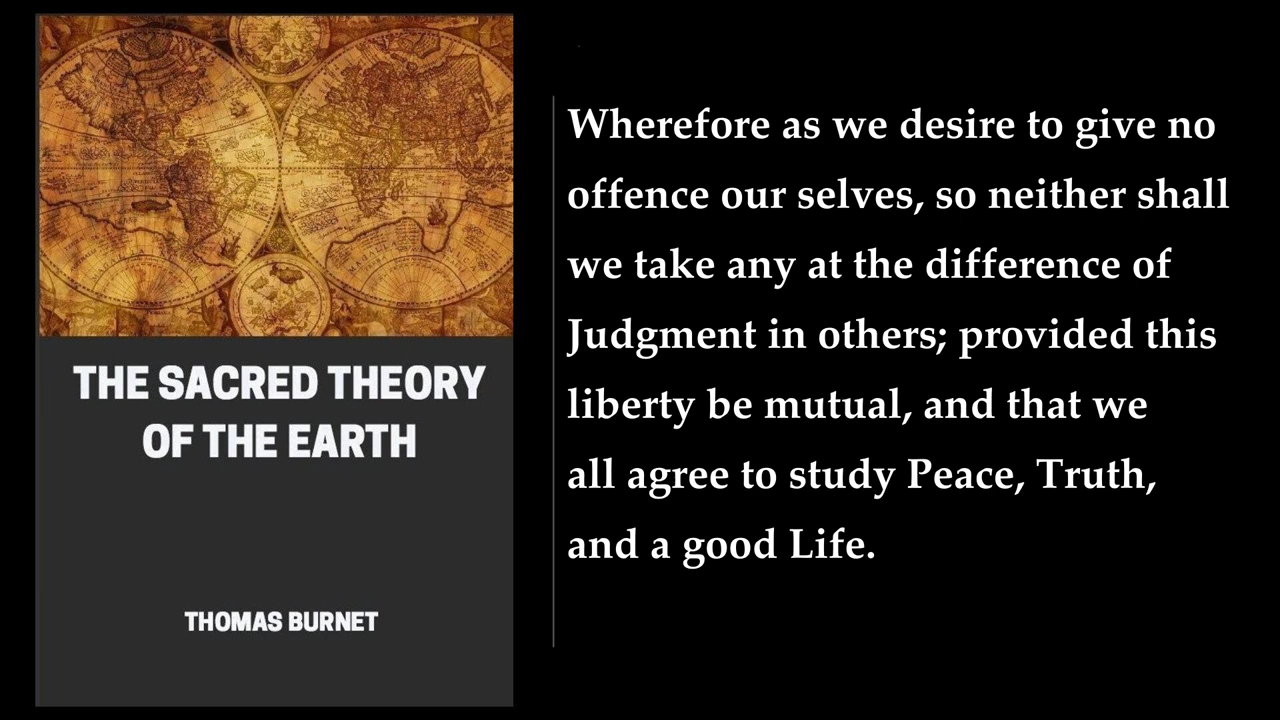 THE SACRED THEORY
OF THE EARTH
THOMAS BURNET
Wherefore as we desire to give no
offence our selves, so neither shall
we take any at the difference of
Judgment in others; provided this
liberty be mutual, and that we
all agree to study Peace, Truth,
and a good Life.